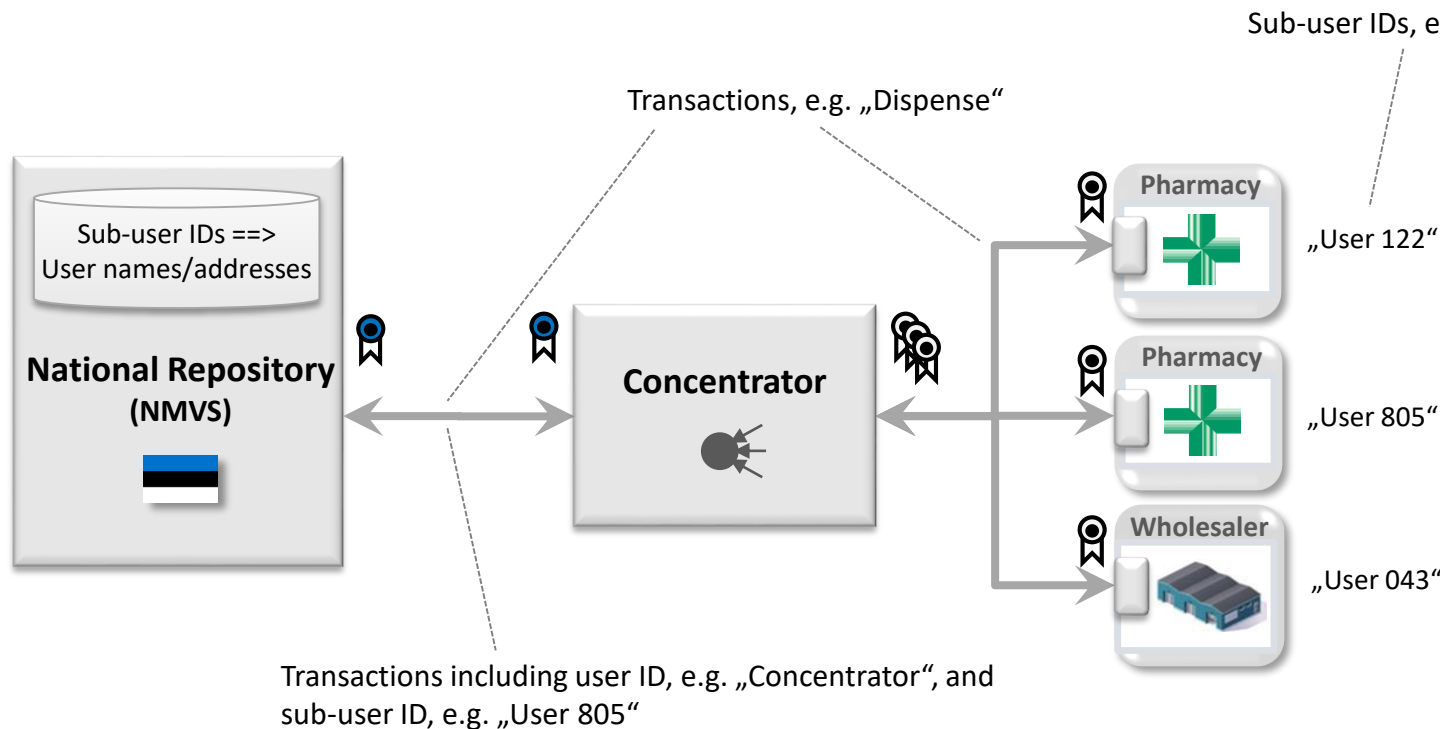 Sub-user IDs, e
Transactions, e.g. „Dispense“
Sub-user IDs ==>
User names/addresses
National Repository
(NMVS)
Concentrator
Pharmacy
„User 122“
Pharmacy
„User 805“
Wholesaler
„User 043“
Transactions including user ID, e.g. „Concentrator“, and
sub-user ID, e.g. „User 805“